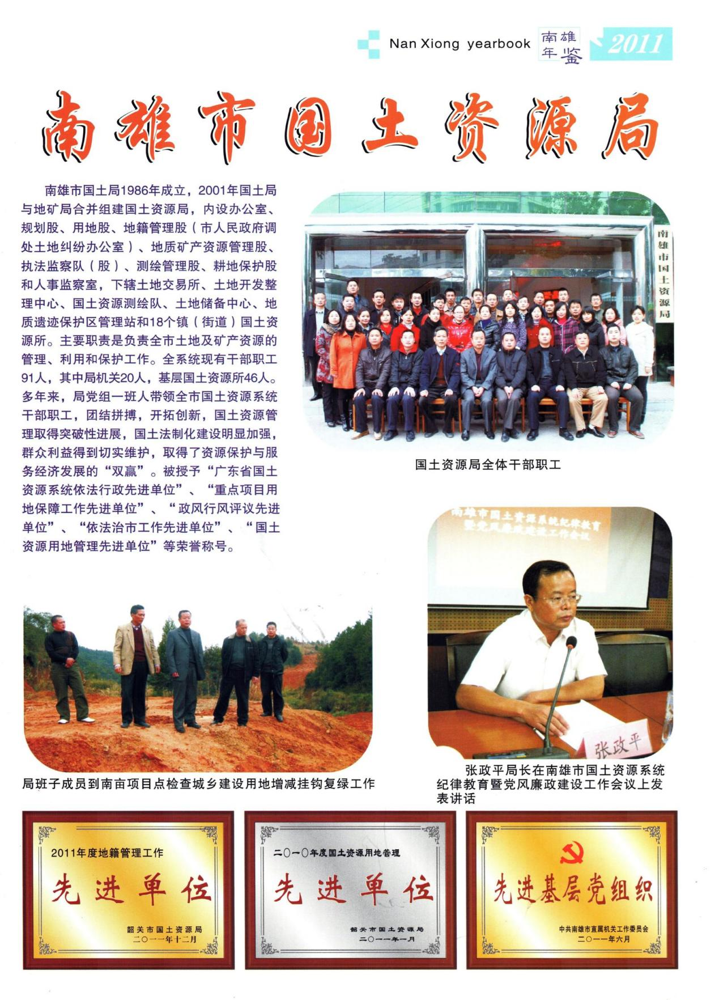 Nan Xiong yearbook
南雄
年鉴
2011
南雄市国土资源局
南雄市国土局1986年成立，2001年国土局
与地矿局合并组建国土资源局，内设办公室、
规划股、用地股、地籍管理股（市人民政府调
处土地纠纷办公室）、地质矿产资源管理股、
执法监察队（股）、测绘管理股、耕地保护股
和人事监察室，下辖土地交易所、土地开发整
理中心、国土资源测绘队、土地储备中心、地
质遗迹保护区管理站和18个镇（街道）国土资
源所。主要职责是负责全市土地及矿产资源的
管理、利用和保护工作。全系统现有干部职工
91人，其中局机关20人，基层国土资源所46人。
多年来，局党组一班人带领全市国土资源系统
干部职工，团结拼搏，开拓创新，国土资源管
理取得突破性进展，国土法制化建设明显加强，
群众利益得到切实维护，取得了资源保护与服
务经济发展的“双赢”。被授予“广东省国土
资源系统依法行政先进单位”、“重点项目用
地保障工作先进单位”、“政风行风评议先进
单位”、“依法治市工作先进单位”、“国土
资源用地管理先进单位”等荣誉称号。
南雄市国土资源局
国土资源局全体干部职工
南雄市国土资源系统纪律教育
暨党风廉政建设工作会议
张政平
局班子成员到南亩项目点检查城乡建设用地增减挂钩复绿工作
张政平局长在南雄市国土资源系统
纪律教育暨党风廉政建设工作会议上发
表讲话
2011年度地籍管理工作
先进单位
韶关市国土资源局
二〇一一年十二月
二〇一〇年度国土资源用地管理
先进单位
韶关市国土资源局
二〇一一年一月
先进基层党组织
中共南雄市直属机关工作委员会
二〇一一年六月